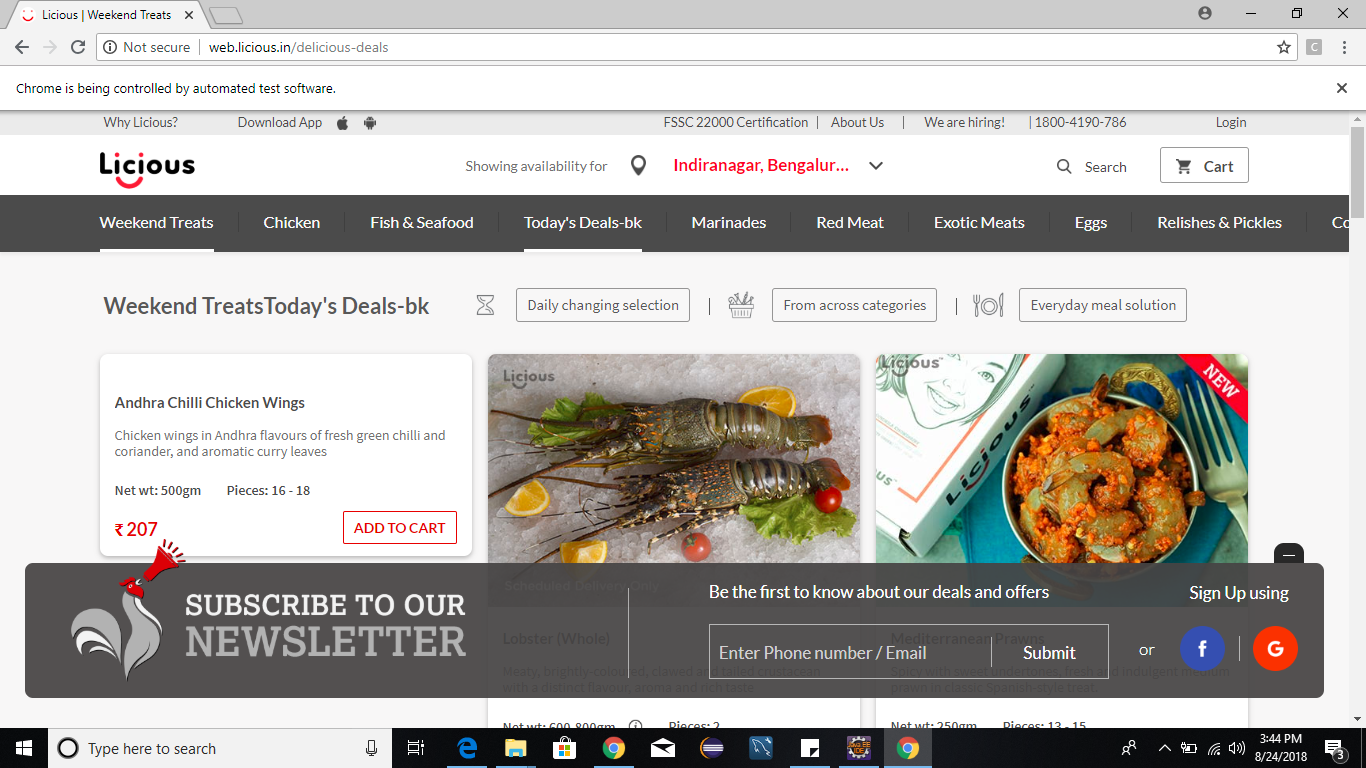 Licious | Weekend Treats
Not secure | web.licious.in/delicious-deals
Chrome is being controlled by automated test software.
Why Licious? Download App FSSC 22000 Certification | About Us | We are hiring! | 1800-4190-786 Login
Licious Showing availability for Indiranagar, Bengalur... Search Cart
Weekend Treats Chicken Fish & Seafood Today's Deals-bk Marinades Red Meat Exotic Meats Eggs Relishes & Pickles Co
Weekend TreatsToday's Deals-bk Daily changing selection | From across categories | Everyday meal solution
Andhra Chilli Chicken Wings
Chicken wings in Andhra flavours of fresh green chilli and
coriander, and aromatic curry leaves
Net wt: 500gm Pieces: 16 - 18
₹ 207 ADD TO CART
Licious
Licious™
NEW
Licious
Scheduled Delivery Only
SUBSCRIBE TO OUR
NEWSLETTER
Be the first to know about our deals and offers
Enter Phone number / Email Submit
or
Sign Up using
f G
Lobster (Whole)
Meaty, brightly-coloured, clawed and tailed crustacean
with a distinct flavour, aroma and rich taste
Net wt: 600-800gm Pieces: 2
Mediterranean Prawns
Spicy with sweet undertones, fresh and indulgent medium
prawn in classic Spanish-style treat.
Net wt: 250gm Pieces: 13 - 15
Type here to search
3:44 PM
8/24/2018
3